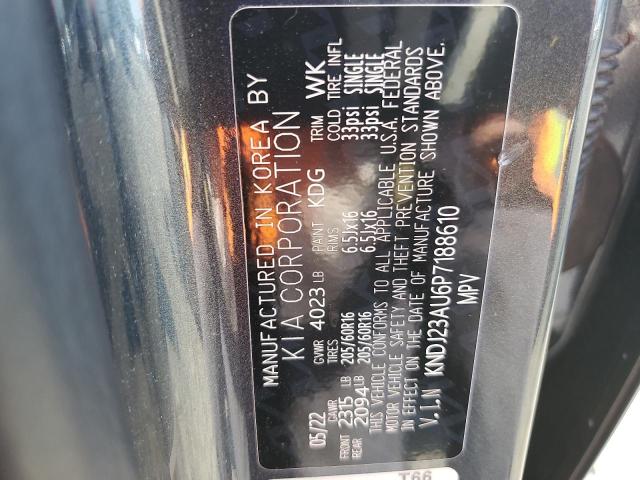 MANUFACTURED IN KOREA BY
KIA CORPORATION
05/22 GVWR 4023 LB PAINT KDG TRIM WK
GAWR TIRES RIMS COLD TIRE INFL
FRONT 2315 LB 205/60R16 6.5Jx16 33psi SINGLE
REAR 2094 LB 205/60R16 6.5Jx16 33psi SINGLE
THIS VEHICLE CONFORMS TO ALL APPLICABLE U.S.A. FEDERAL
MOTOR VEHICLE SAFETY AND THEFT PREVENTION STANDARDS
IN EFFECT ON THE DATE OF MANUFACTURE SHOWN ABOVE.
V.I.N KNDJ23AU6P7188610
MPV
T66